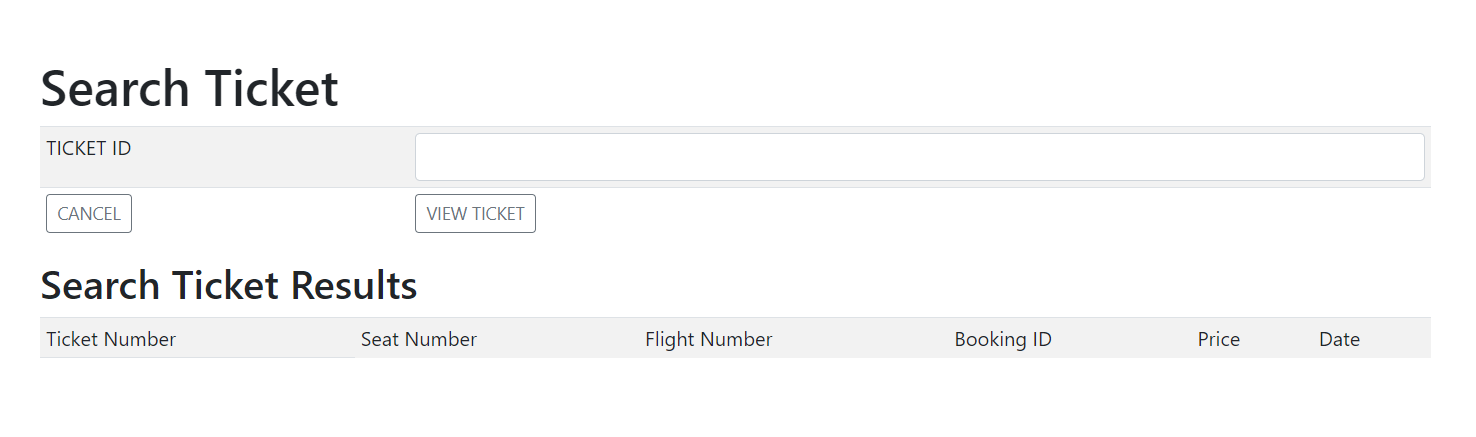 Search Ticket
TICKET ID
CANCEL VIEW TICKET
Search Ticket Results
Ticket Number Seat Number Flight Number Booking ID Price Date